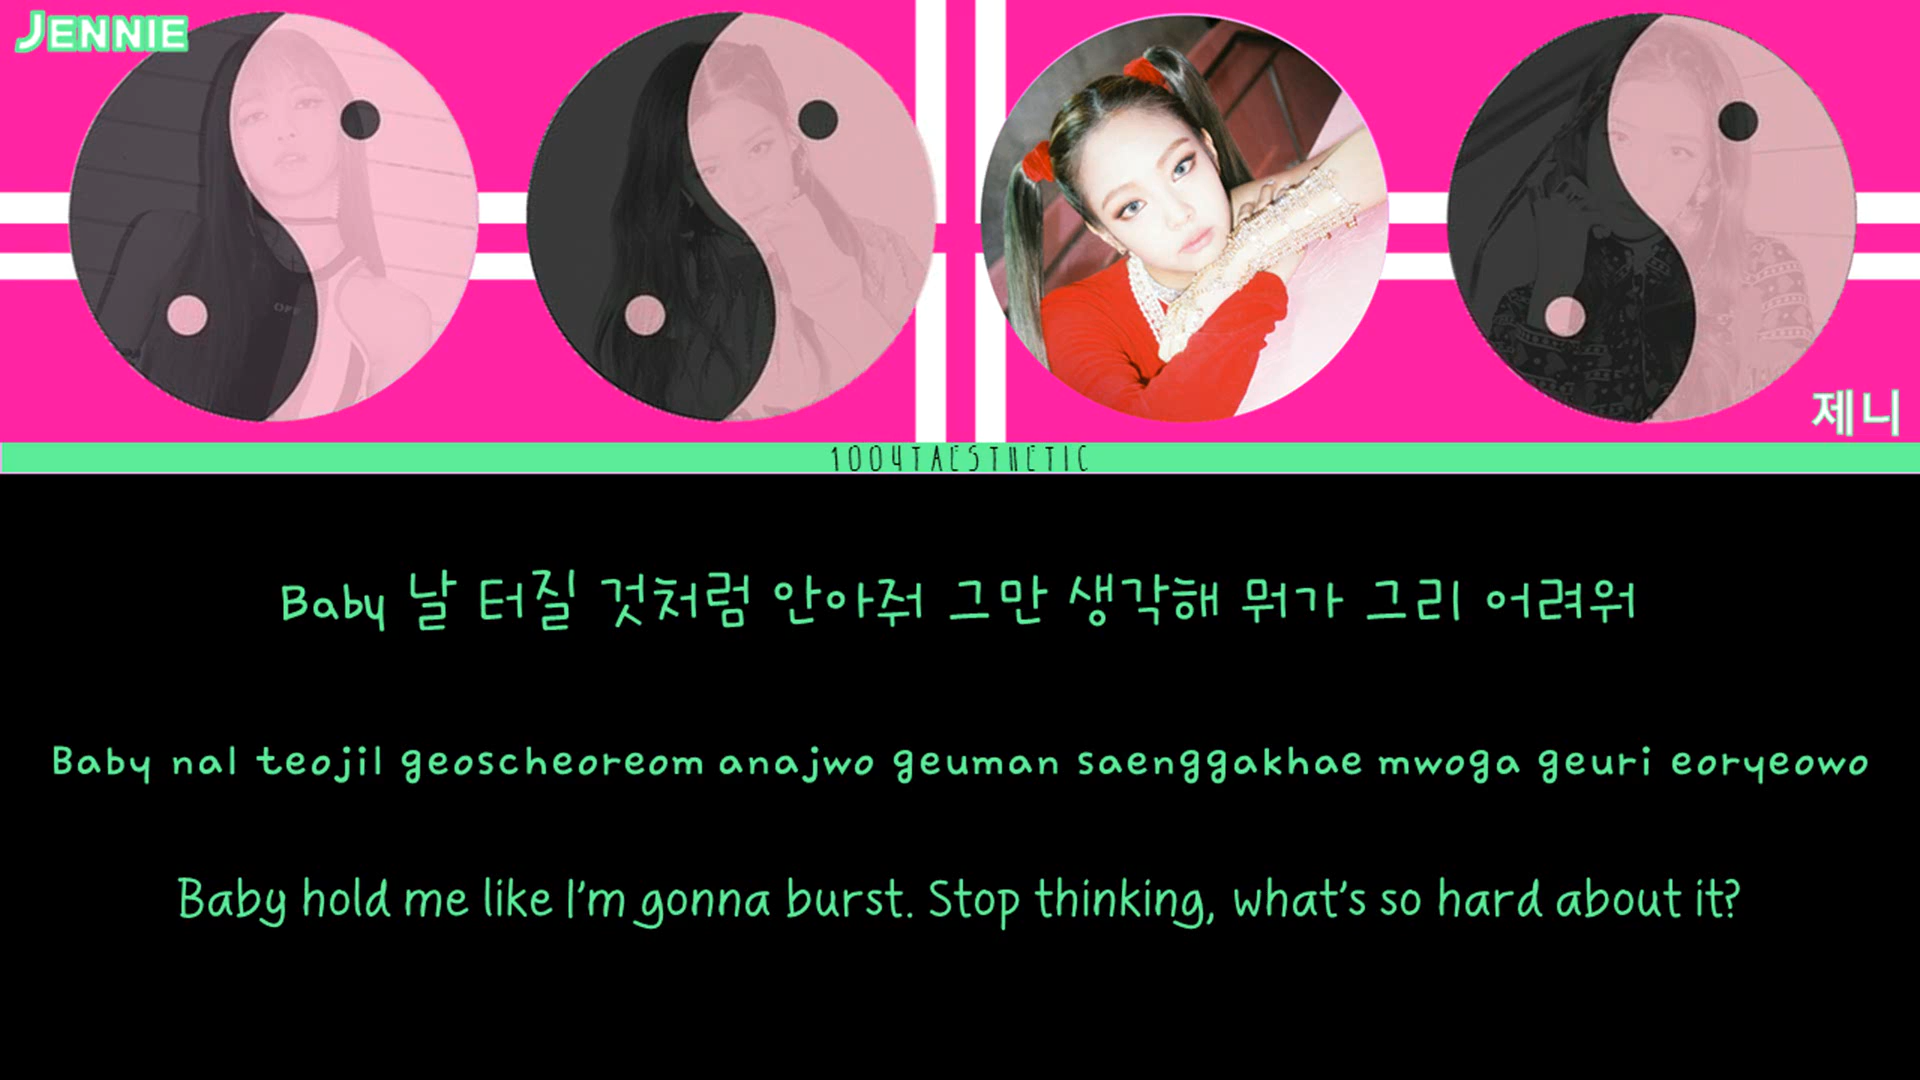 JENNIE
제니
1004TAESTHETIC
Baby 날 터질 것처럼 안아줘 그만 생각해 뭐가 그리 어려워
Baby nal teojil geoscheoreom anajwo geuman saenggakhae mwoga geuri eoryeowo
Baby hold me like I'm gonna burst. Stop thinking, what's so hard about it?